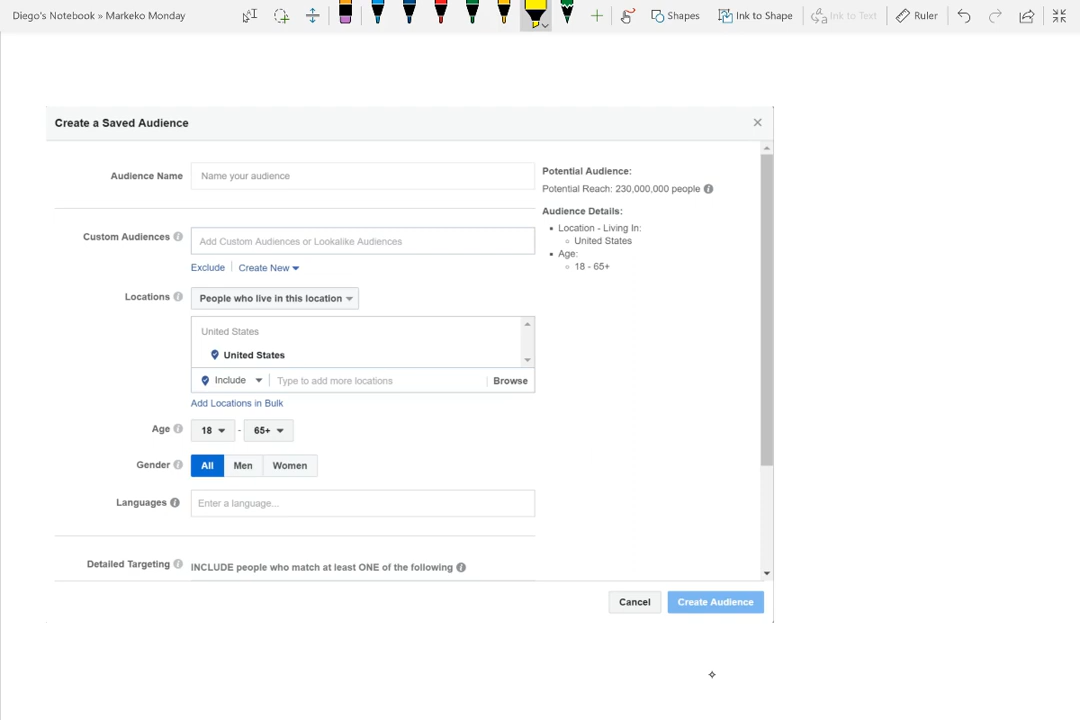 Diego's Notebook » Markeko Monday
Shapes
Ink to Shape
Ink to Text
Ruler
Create a Saved Audience
Audience Name
Name your audience
Potential Audience:
Potential Reach: 230,000,000 people
Audience Details:
Location - Living In:
United States
Age:
18 - 65+
Custom Audiences
Add Custom Audiences or Lookalike Audiences
Exclude
Create New
Locations
People who live in this location
United States
United States
Include
Type to add more locations
Browse
Add Locations in Bulk
Age
18 - 65+
Gender
All
Men
Women
Languages
Enter a language...
Detailed Targeting
INCLUDE people who match at least ONE of the following
Cancel
Create Audience